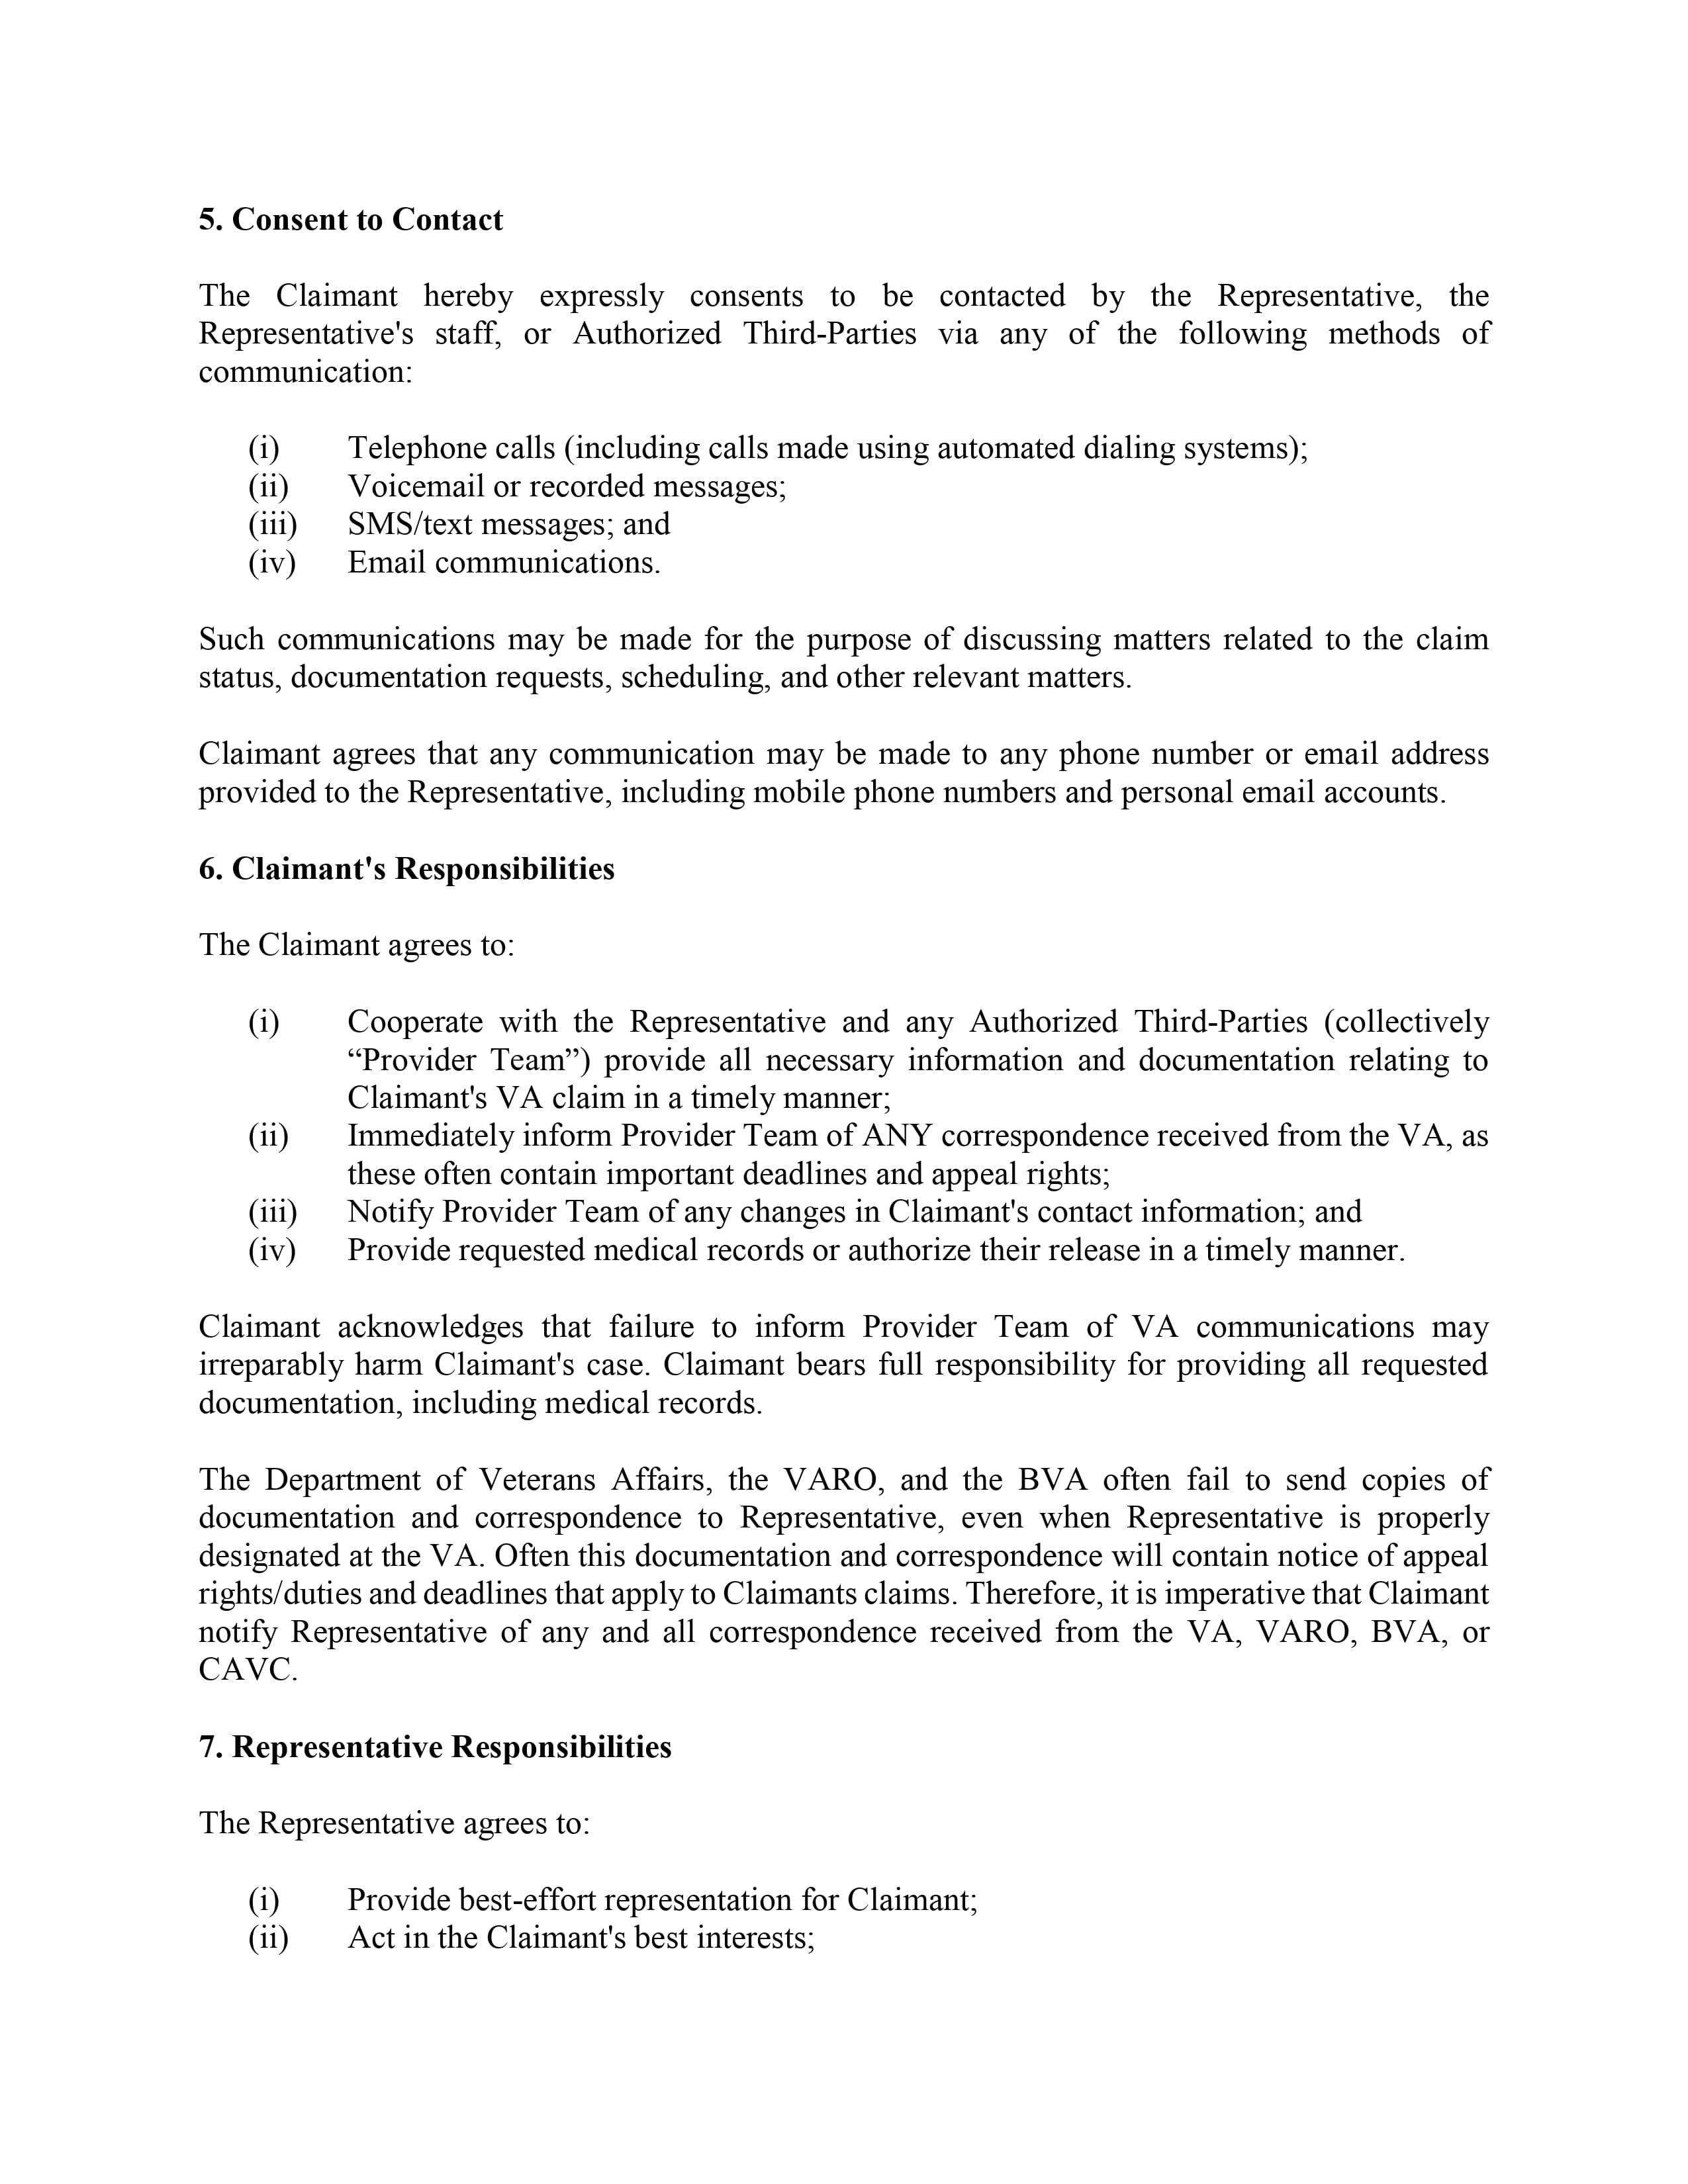 5. Consent to Contact
The Claimant hereby expressly consents to be contacted by the Representative, the
Representative's staff, or Authorized Third-Parties via any of the following methods of
communication:
(i) Telephone calls (including calls made using automated dialing systems);
(ii) Voicemail or recorded messages;
(iii) SMS/text messages; and
(iv) Email communications.
Such communications may be made for the purpose of discussing matters related to the claim
status, documentation requests, scheduling, and other relevant matters.
Claimant agrees that any communication may be made to any phone number or email address
provided to the Representative, including mobile phone numbers and personal email accounts.
6. Claimant's Responsibilities
The Claimant agrees to:
(i) Cooperate with the Representative and any Authorized Third-Parties (collectively
“Provider Team”) provide all necessary information and documentation relating to
Claimant's VA claim in a timely manner;
(ii) Immediately inform Provider Team of ANY correspondence received from the VA, as
these often contain important deadlines and appeal rights;
(iii) Notify Provider Team of any changes in Claimant's contact information; and
(iv) Provide requested medical records or authorize their release in a timely manner.
Claimant acknowledges that failure to inform Provider Team of VA communications may
irreparably harm Claimant's case. Claimant bears full responsibility for providing all requested
documentation, including medical records.
The Department of Veterans Affairs, the VARO, and the BVA often fail to send copies of
documentation and correspondence to Representative, even when Representative is properly
designated at the VA. Often this documentation and correspondence will contain notice of appeal
rights/duties and deadlines that apply to Claimants claims. Therefore, it is imperative that Claimant
notify Representative of any and all correspondence received from the VA, VARO, BVA, or
CAVC.
7. Representative Responsibilities
The Representative agrees to:
(i) Provide best-effort representation for Claimant;
(ii) Act in the Claimant's best interests;